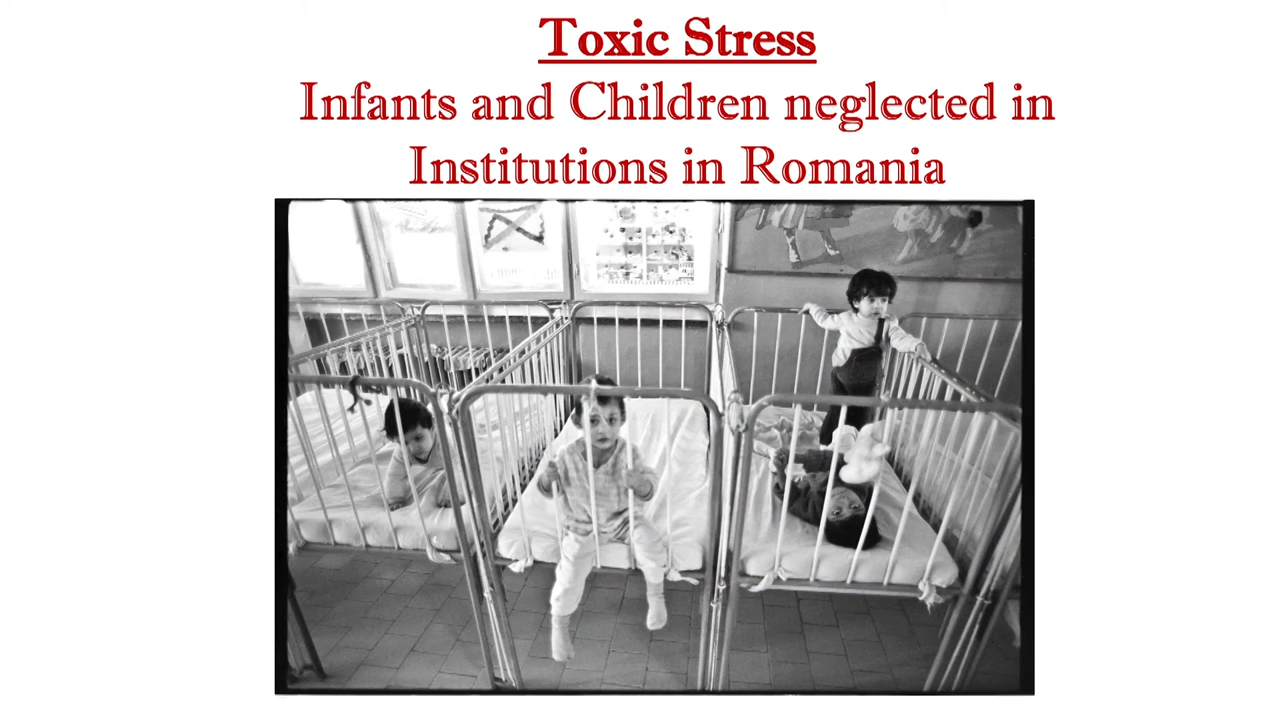 Toxic Stress
Infants and Children neglected in
Institutions in Romania